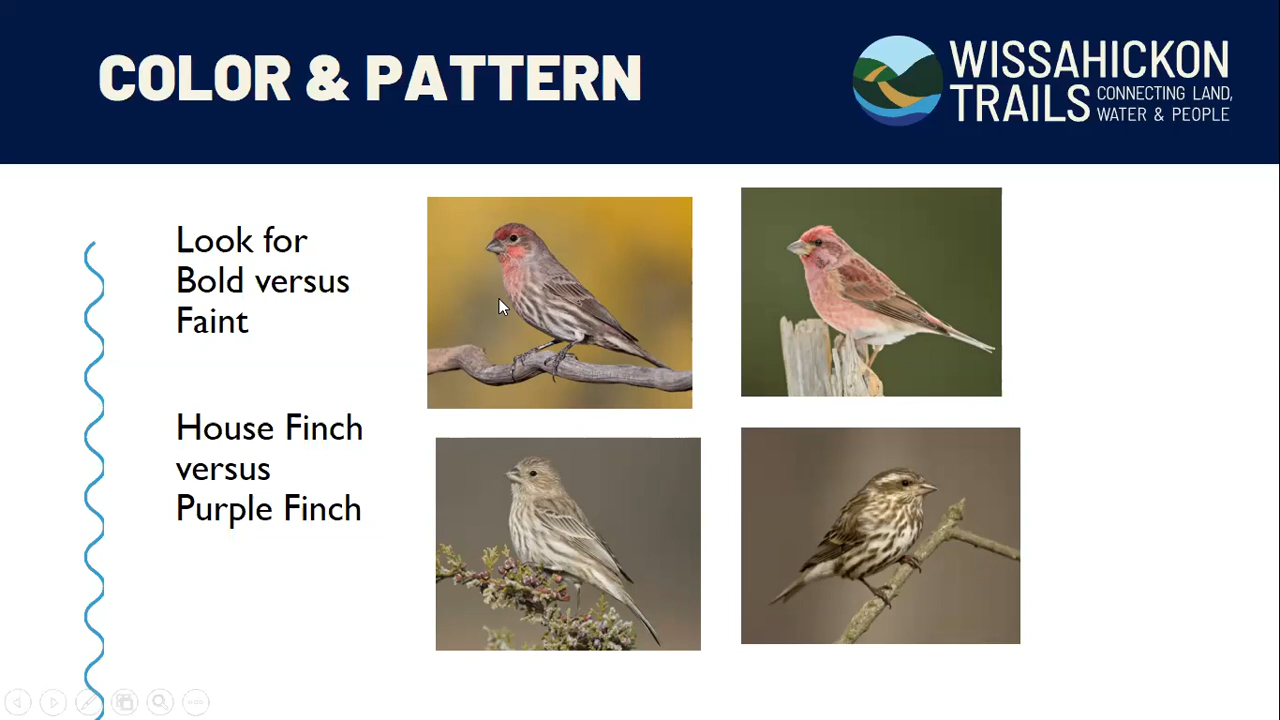 COLOR & PATTERN
WISSAHICKON
TRAILS
CONNECTING LAND,
WATER & PEOPLE
Look for
Bold versus
Faint
House Finch
versus
Purple Finch